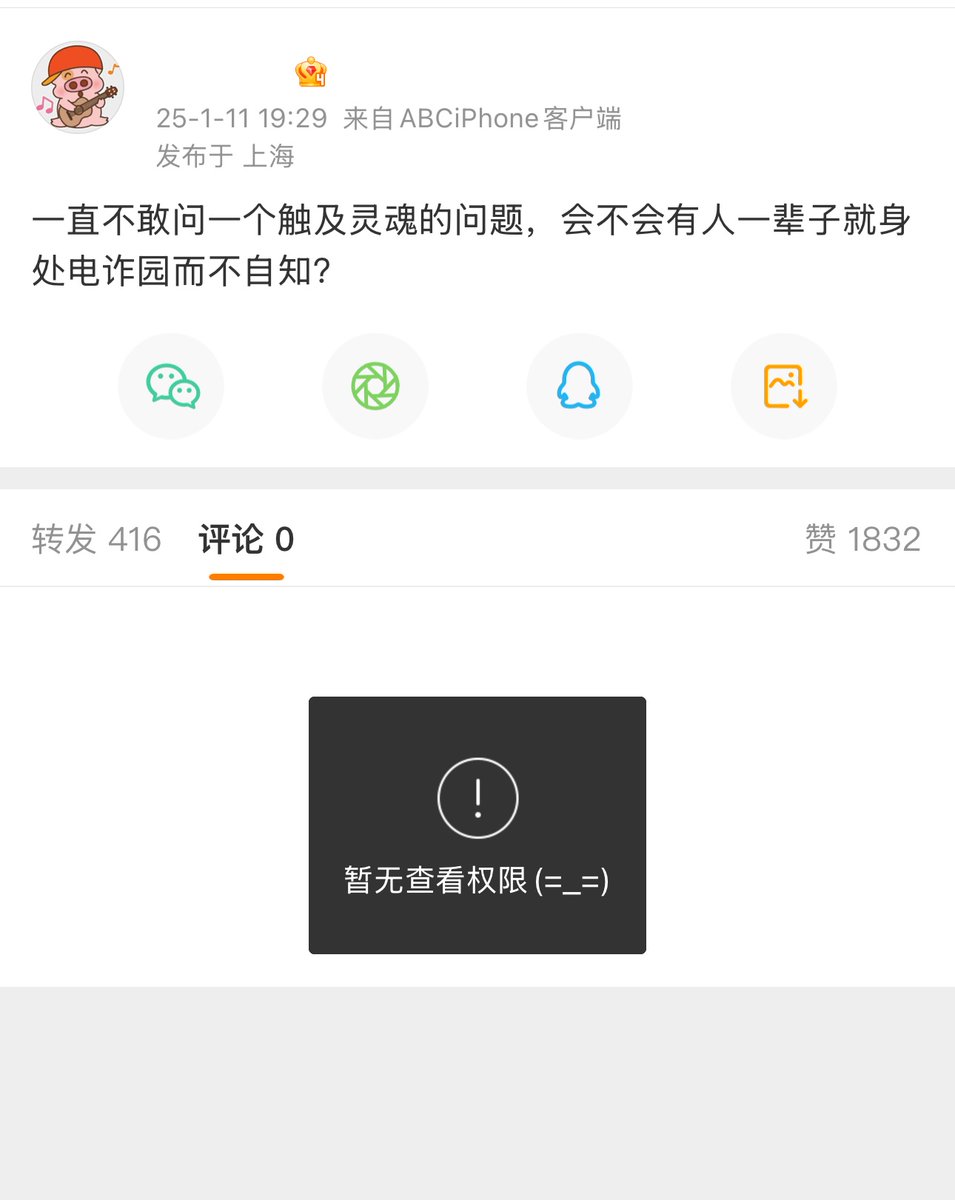 4
25-1-11 19:29 来自ABCiPhone客户端
发布于 上海
一直不敢问一个触及灵魂的问题，会不会有人一辈子就身
处电诈园而不自知?
转发 416 评论 0 赞 1832
暂无查看权限(=_=)